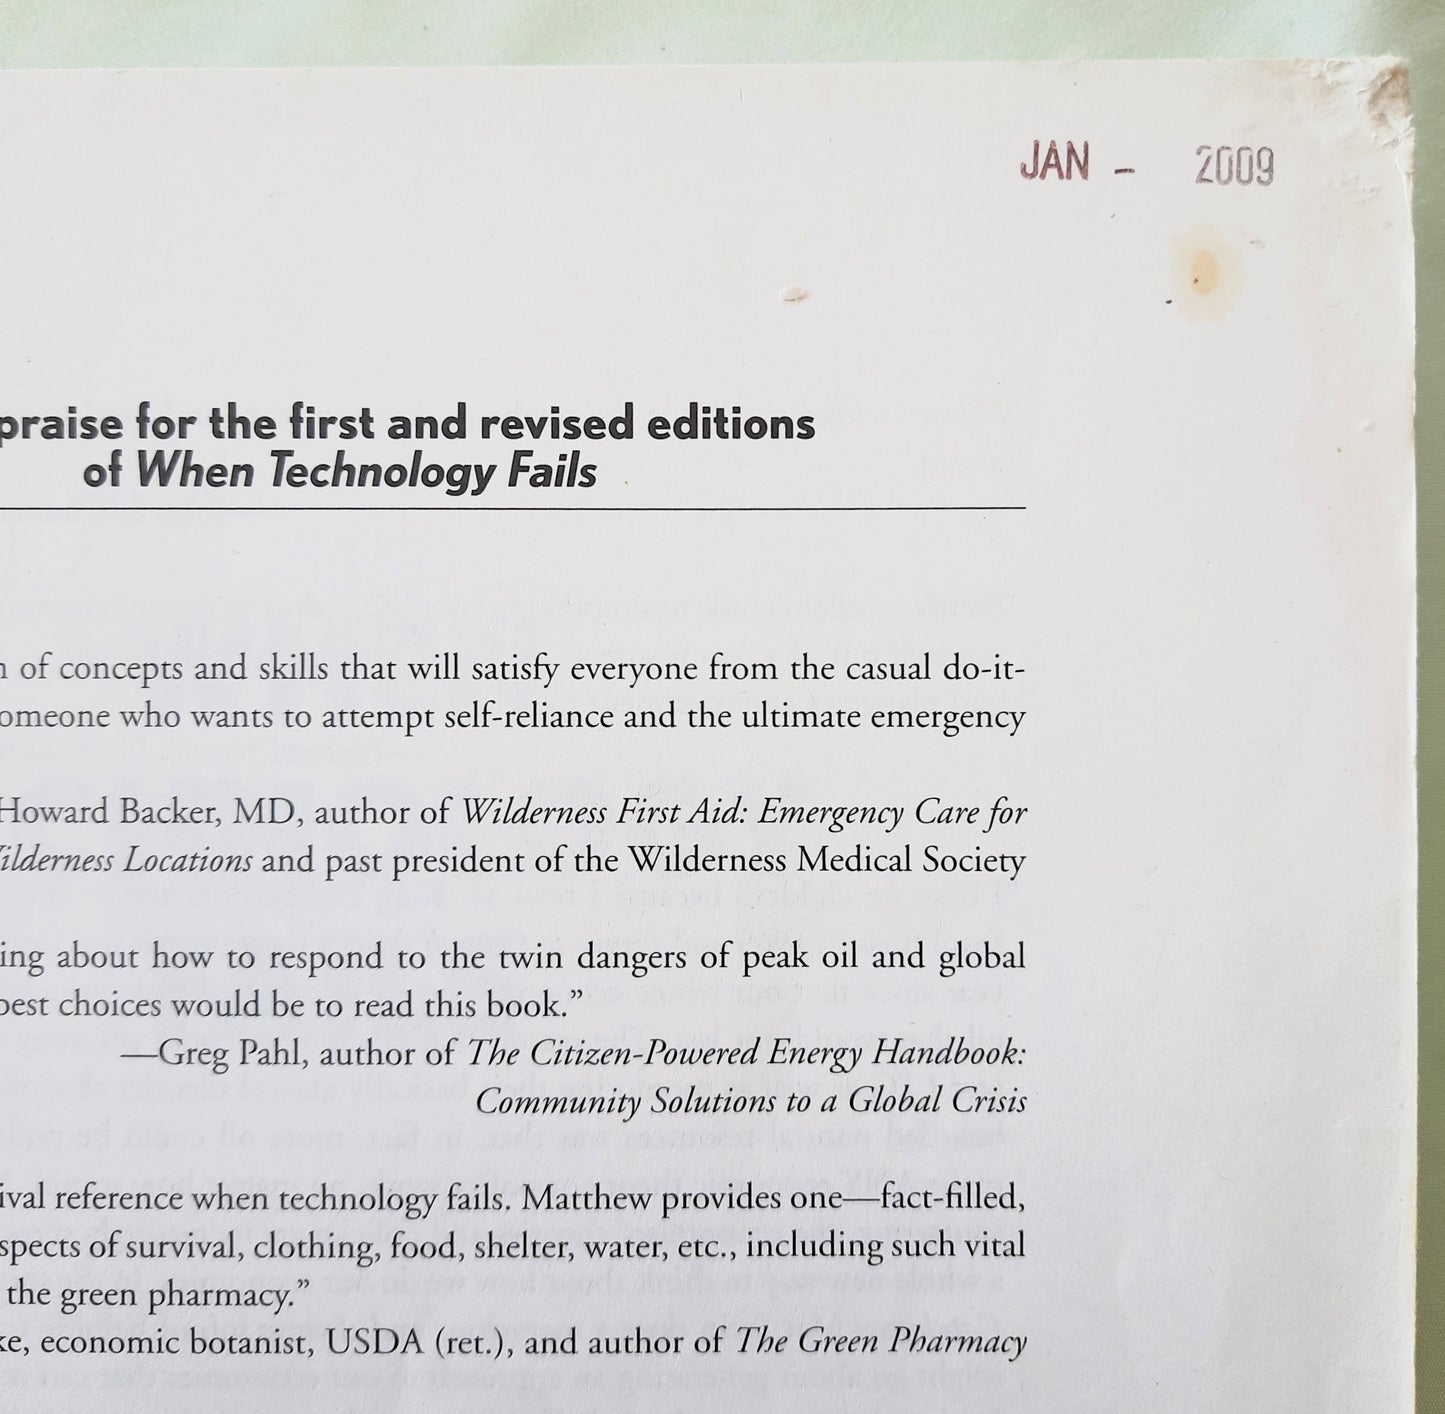 JAN - 2009
praise for the first and revised editions
of When Technology Fails
of concepts and skills that will satisfy everyone from the casual do-it-
omeone who wants to attempt self-reliance and the ultimate emergency
Howard Backer, MD, author of Wilderness First Aid: Emergency Care for
ilderness Locations and past president of the Wilderness Medical Society
ing about how to respond to the twin dangers of peak oil and global
best choices would be to read this book.”
—Greg Pahl, author of The Citizen-Powered Energy Handbook:
Community Solutions to a Global Crisis
ival reference when technology fails. Matthew provides one—fact-filled,
spects of survival, clothing, food, shelter, water, etc., including such vital
the green pharmacy.”
ke, economic botanist, USDA (ret.), and author of The Green Pharmacy